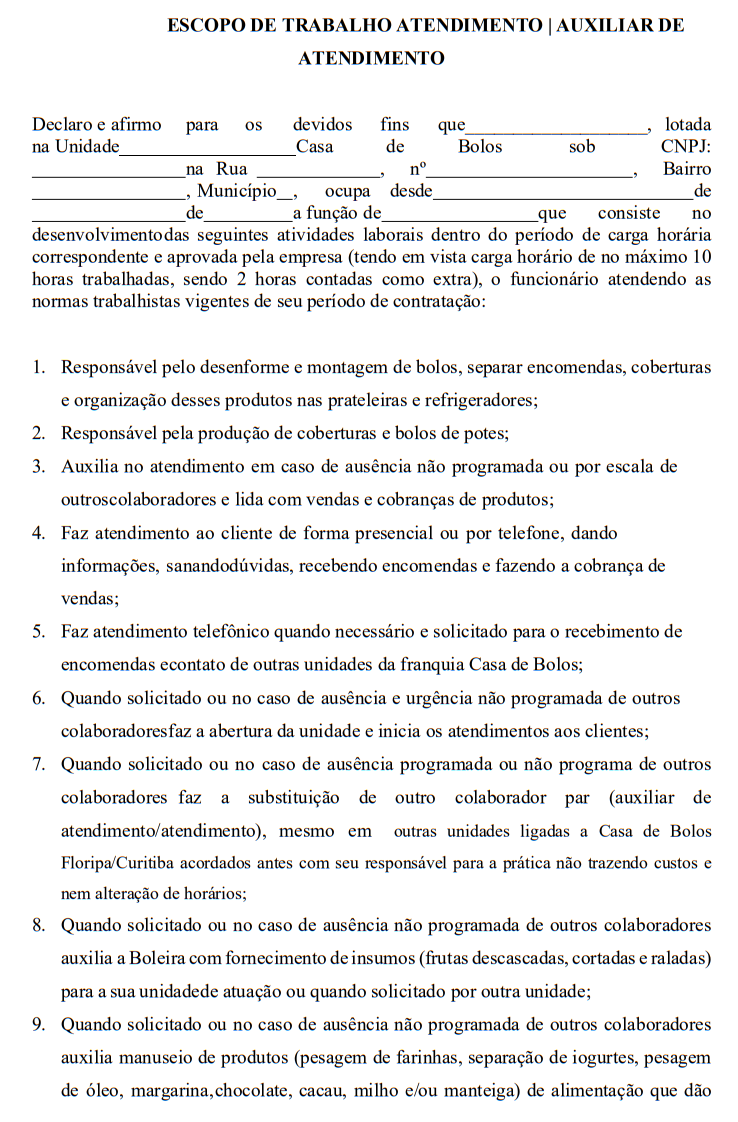 ESCOPO DE TRABALHO ATENDIMENTO | AUXILIAR DE
ATENDIMENTO
Declaro e afirmo para os devidos fins que____________________, lotada
na Unidade___________________Casa de Bolos sob CNPJ:
_________________na Rua _____________, nº______________________, Bairro
_________________, Município__, ocupa desde____________________________de
_________________de__________a função de_________________que consiste no
desenvolvimentodas seguintes atividades laborais dentro do período de carga horária
correspondente e aprovada pela empresa (tendo em vista carga horário de no máximo 10
horas trabalhadas, sendo 2 horas contadas como extra), o funcionário atendendo as
normas trabalhistas vigentes de seu período de contratação:
1. Responsável pelo desenforme e montagem de bolos, separar encomendas, coberturas
e organização desses produtos nas prateleiras e refrigeradores;
2. Responsável pela produção de coberturas e bolos de potes;
3. Auxilia no atendimento em caso de ausência não programada ou por escala de
outroscolaboradores e lida com vendas e cobranças de produtos;
4. Faz atendimento ao cliente de forma presencial ou por telefone, dando
informações, sanandodúvidas, recebendo encomendas e fazendo a cobrança de
vendas;
5. Faz atendimento telefônico quando necessário e solicitado para o recebimento de
encomendas econtato de outras unidades da franquia Casa de Bolos;
6. Quando solicitado ou no caso de ausência e urgência não programada de outros
colaboradoresfaz a abertura da unidade e inicia os atendimentos aos clientes;
7. Quando solicitado ou no caso de ausência programada ou não programa de outros
colaboradores faz a substituição de outro colaborador par (auxiliar de
atendimento/atendimento), mesmo em outras unidades ligadas a Casa de Bolos
Floripa/Curitiba acordados antes com seu responsável para a prática não trazendo custos e
nem alteração de horários;
8. Quando solicitado ou no caso de ausência não programada de outros colaboradores
auxilia a Boleira com fornecimento de insumos (frutas descascadas, cortadas e raladas)
para a sua unidadede atuação ou quando solicitado por outra unidade;
9. Quando solicitado ou no caso de ausência não programada de outros colaboradores
auxilia manuseio de produtos (pesagem de farinhas, separação de iogurtes, pesagem
de óleo, margarina,chocolate, cacau, milho e/ou manteiga) de alimentação que dão